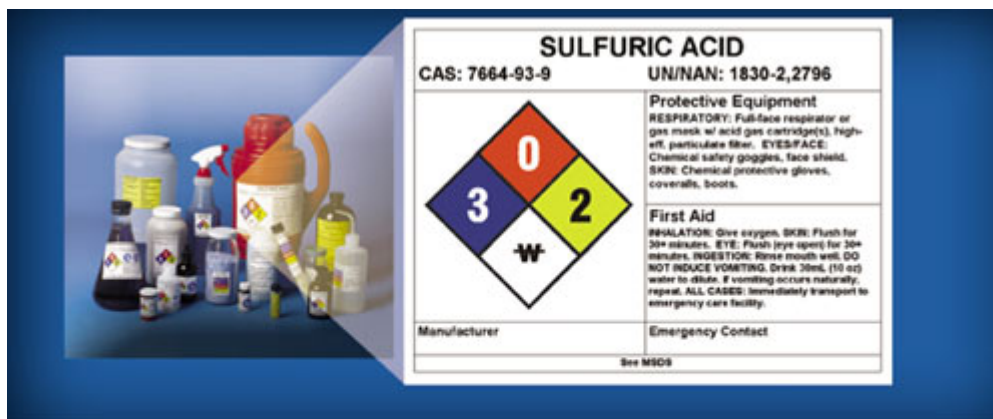 SULFURIC ACID
CAS: 7664-93-9 UN/NAN: 1830-2,2796
Protective Equipment
RESPIRATORY: Full-face respirator or
gas mask w/ acid gas cartridge(s), high-
eff. particulate filter. EYES/FACE:
Chemical safety goggles, face shield.
SKIN: Chemical protective gloves,
coveralls, boots.
0
3
2
W
First Aid
INHALATION: Give oxygen. SKIN: Flush for
30+ minutes. EYE: Flush (eye open) for 30+
minutes. INGESTION: Rinse mouth well. DO
NOT INDUCE VOMITING. Drink 30mL (10 oz)
water to dilute. If vomiting occurs naturally,
repeat. ALL CASES: Immediately transport to
emergency care facility.
Manufacturer
Emergency Contact
See MSDS